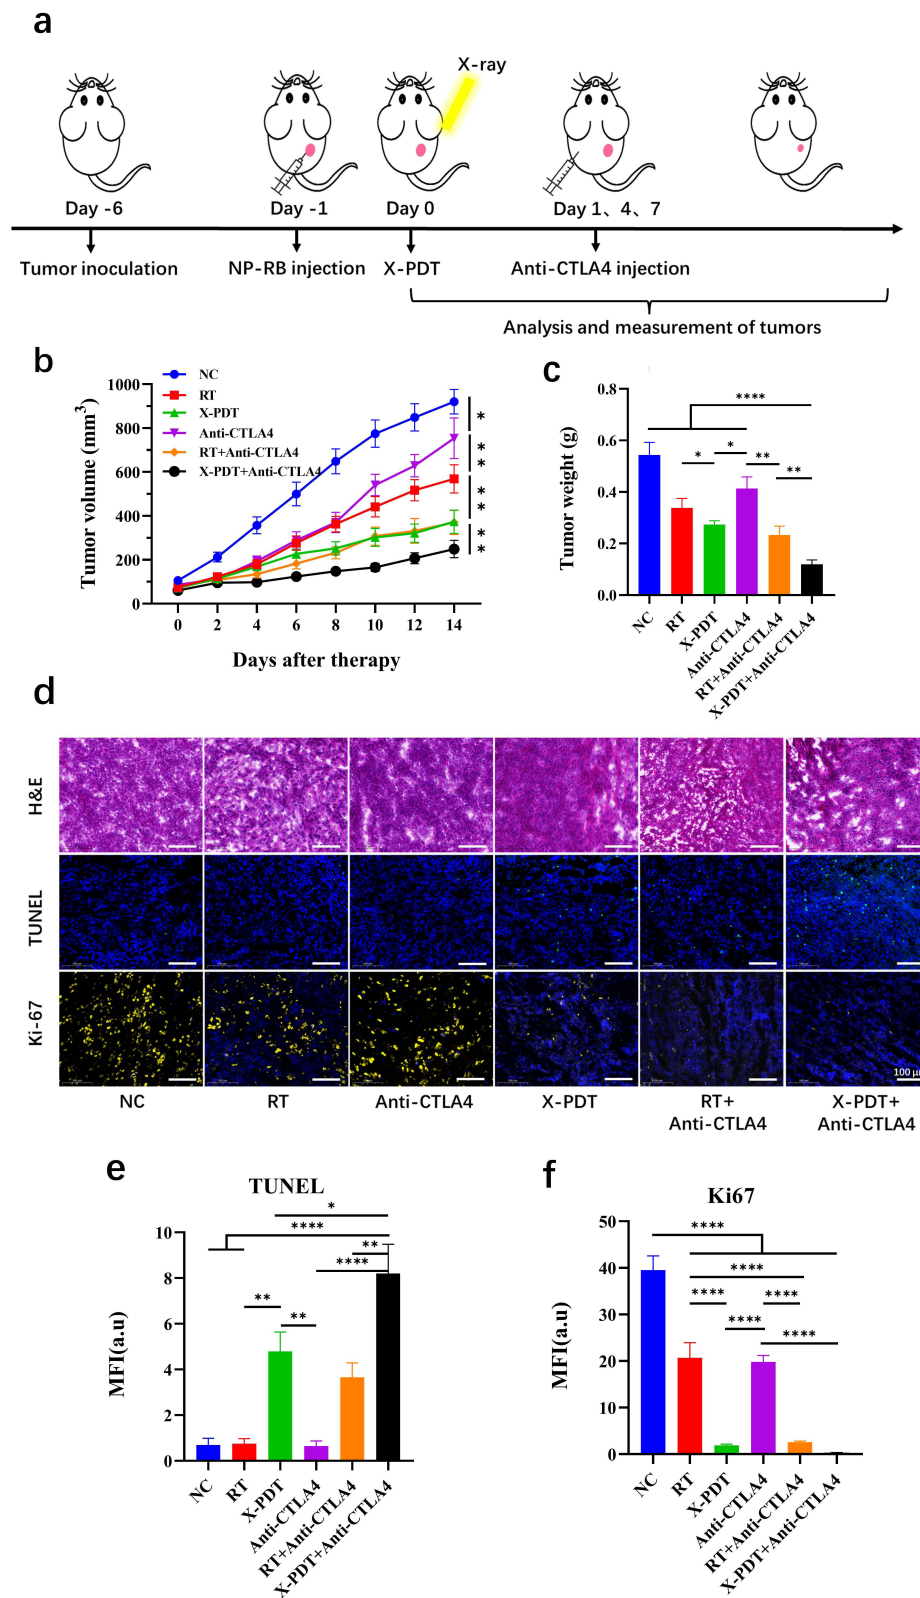 a
X-ray
Day -6
Day -1
Day 0
Day 1、4、7
Tumor inoculation
NP-RB injection
X-PDT
Anti-CTLA4 injection
Analysis and measurement of tumors
b
NC
RT
X-PDT
Anti-CTLA4
RT+Anti-CTLA4
X-PDT+Anti-CTLA4
Tumor volume (mm³)
1000
800
600
400
200
0
0 2 4 6 8 10 12 14
Days after therapy
*
**
**
**
c
Tumor weight (g)
0.8
0.6
0.4
0.2
0.0
****
* * ** **
NC
RT
X-PDT
Anti-CTLA4
RT+Anti-CTLA4
X-PDT+Anti-CTLA4
d
H&E
TUNEL
Ki-67
100 μm
NC
RT
Anti-CTLA4
X-PDT
RT+
Anti-CTLA4
X-PDT+
Anti-CTLA4
e
TUNEL
MFI(a.u)
10
8
6
4
2
0
*
****
**
****
**
**
NC
RT
X-PDT
Anti-CTLA4
RT+Anti-CTLA4
X-PDT+Anti-CTLA4
f
Ki67
MFI(a.u)
50
40
30
20
10
0
****
****
**** ****
****
****
NC
RT
X-PDT
Anti-CTLA4
RT+Anti-CTLA4
X-PDT+Anti-CTLA4